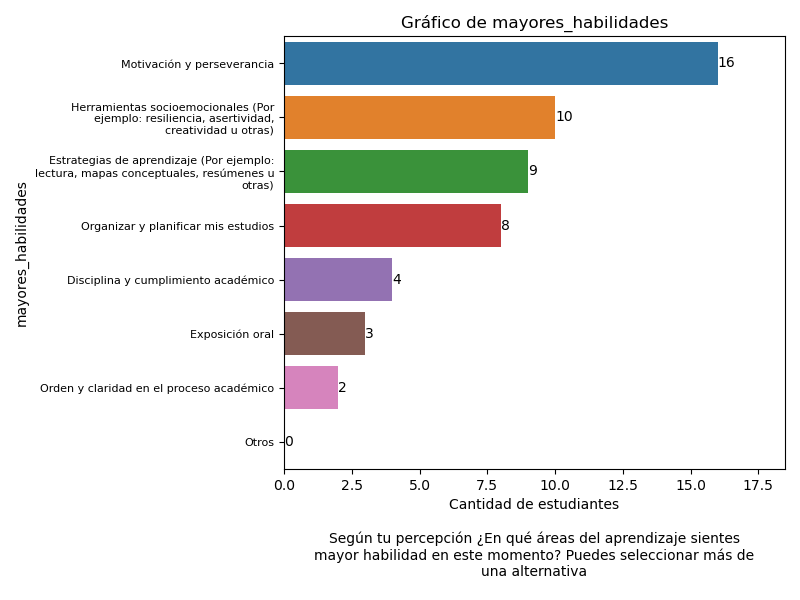 Gráfico de mayores_habilidades
mayores_habilidades
Motivación y perseverancia
16
Herramientas socioemocionales (Por
ejemplo: resiliencia, asertividad,
creatividad u otras)
10
Estrategias de aprendizaje (Por ejemplo:
lectura, mapas conceptuales, resúmenes u
otras)
9
Organizar y planificar mis estudios
8
Disciplina y cumplimiento académico
4
Exposición oral
3
Orden y claridad en el proceso académico
2
Otros
0
0.0 2.5 5.0 7.5 10.0 12.5 15.0 17.5
Cantidad de estudiantes
Según tu percepción ¿En qué áreas del aprendizaje sientes
mayor habilidad en este momento? Puedes seleccionar más de
una alternativa